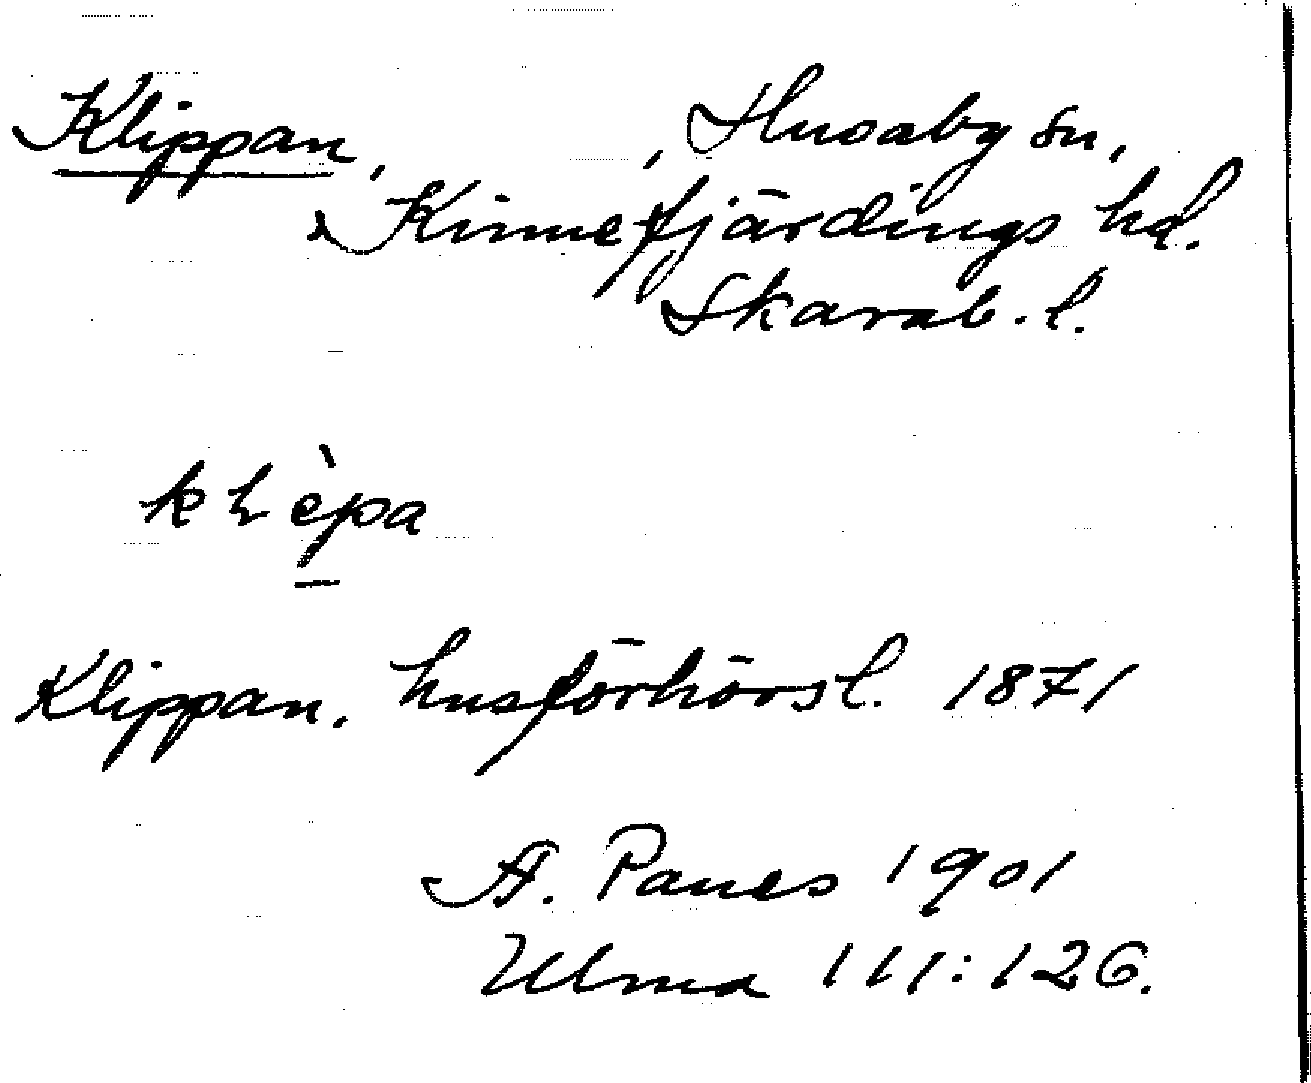 Klippan, , Husaby sn,
Kinnefjärdings hd.
Skarab. l.
kLèpa
Klippan. husförhörsl. 1871
A. Panes 1901
Ulma 111:126.